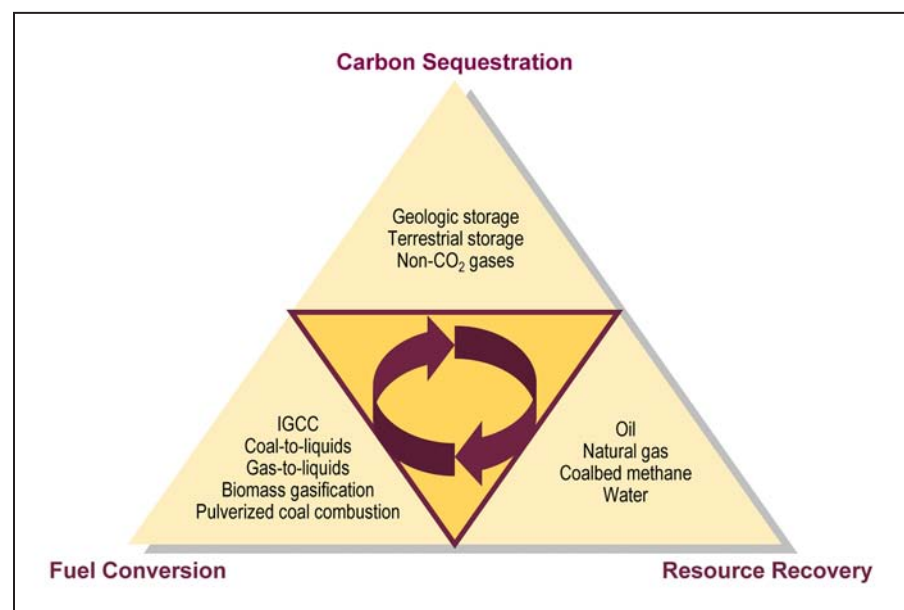 Carbon Sequestration
Geologic storage
Terrestrial storage
Non-CO₂ gases
IGCC
Coal-to-liquids
Gas-to-liquids
Biomass gasification
Pulverized coal combustion
Oil
Natural gas
Coalbed methane
Water
Fuel Conversion
Resource Recovery